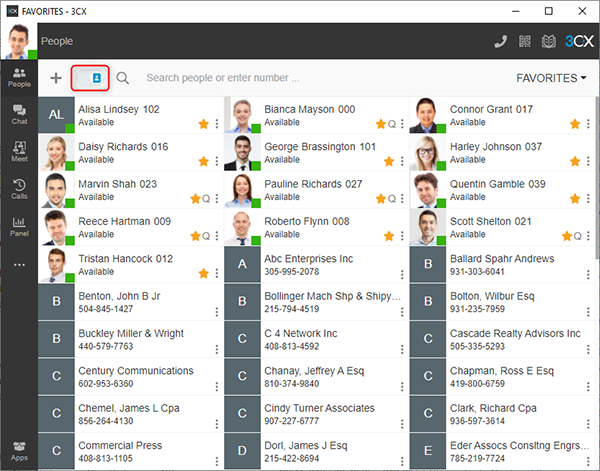 3CX FAVORITES - 3CX
People
3CX
People
Chat
Meet
Calls
Panel
Apps
Search people or enter number ...
FAVORITES
AL
Alisa Lindsey 102
Available
Bianca Mayson 000
Available
Q
Connor Grant 017
Available
Daisy Richards 016
Available
George Brassington 101
Available
Harley Johnson 037
Available
Marvin Shah 023
Available
Q
Pauline Richards 027
Available
Q
Quentin Gamble 039
Available
Reece Hartman 009
Available
Q
Roberto Flynn 008
Available
Scott Shelton 021
Available
Q
Tristan Hancock 012
Available
A
Abc Enterprises Inc
305-995-2078
B
Ballard Spahr Andrews
931-303-6041
B
Benton, John B Jr
504-845-1427
B
Bollinger Mach Shp & Shipy...
215-794-4519
B
Bolton, Wilbur Esq
931-235-7959
B
Buckley Miller & Wright
440-579-7763
C
C 4 Network Inc
408-813-4592
C
Cascade Realty Advisors Inc
505-335-5293
C
Century Communications
602-953-6360
C
Chanay, Jeffrey A Esq
810-374-9840
C
Chapman, Ross E Esq
419-800-6759
C
Chemel, James L Cpa
856-264-4130
C
Cindy Turner Associates
907-227-6777
C
Clark, Richard Cpa
936-597-3614
C
Commercial Press
408-813-1105
D
Dorl, James J Esq
215-422-8694
E
Eder Assocs Consltng Engrs...
785-219-7724